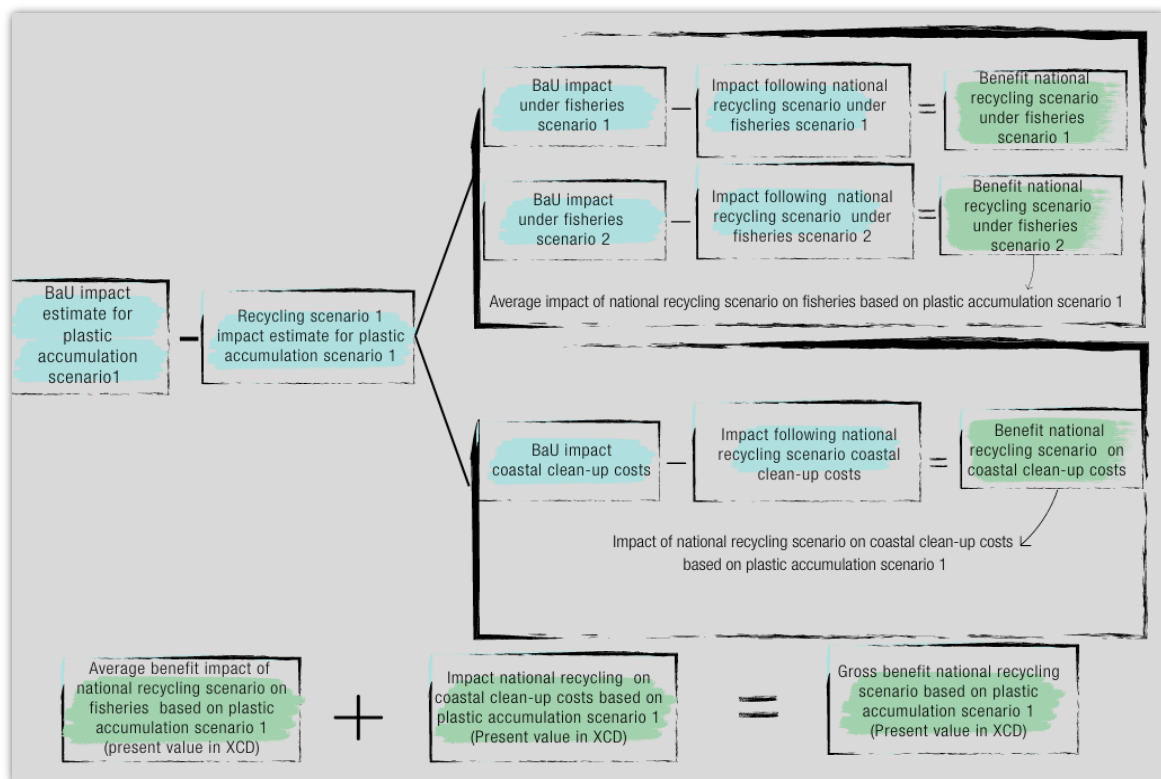 BaU impact
under fisheries
scenario 1
−
Impact following national
recycling scenario under
fisheries scenario 1
=
Benefit national
recycling scenario
under fisheries
scenario 1
BaU impact
under fisheries
scenario 2
−
Impact following national
recycling scenario under
fisheries scenario 2
=
Benefit national
recycling scenario
under fisheries
scenario 2
Average impact of national recycling scenario on fisheries based on plastic accumulation scenario 1
BaU impact
estimate for
plastic
accumulation
scenario1
−
Recycling scenario 1
impact estimate for plastic
accumulation scenario 1
BaU impact
coastal clean-up costs
−
Impact following national
recycling scenario coastal
clean-up costs
=
Benefit national
recycling scenario on
coastal clean-up costs
Impact of national recycling scenario on coastal clean-up costs
based on plastic accumulation scenario 1
Average benefit impact of
national recycling scenario on
fisheries based on plastic
accumulation scenario 1
(present value in XCD)
+
Impact national recycling on
coastal clean-up costs based on
plastic accumulation scenario 1
(Present value in XCD)
=
Gross benefit national recycling
scenario based on plastic
accumulation scenario 1
(Present value in XCD)